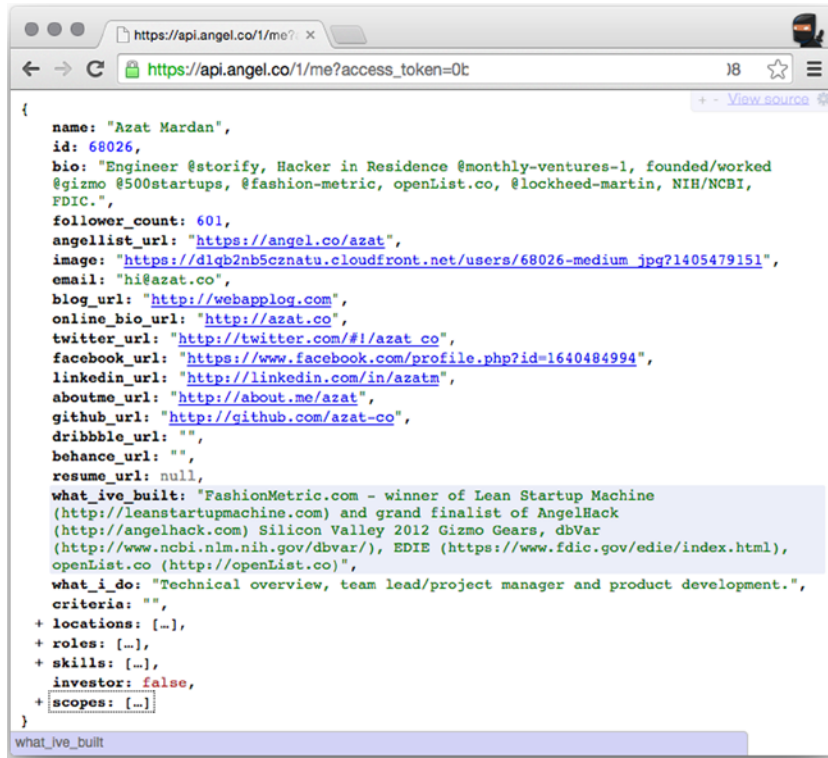 https://api.angel.co/1/me?
https://api.angel.co/1/me?access_token=0b )8
+ - View source
{
name: "Azat Mardan",
id: 68026,
bio: "Engineer @storify, Hacker in Residence @monthly-ventures-1, founded/worked
@gizmo @500startups, @fashion-metric, openList.co, @lockheed-martin, NIH/NCBI,
FDIC.",
follower_count: 601,
angellist_url: "https://angel.co/azat",
image: "https://d1qb2nb5cznatu.cloudfront.net/users/68026-medium_jpg?1405479151",
email: "hi@azat.co",
blog_url: "http://webapplog.com",
online_bio_url: "http://azat.co",
twitter_url: "http://twitter.com/#!/azat_co",
facebook_url: "https://www.facebook.com/profile.php?id=1640484994",
linkedin_url: "http://linkedin.com/in/azatm",
aboutme_url: "http://about.me/azat",
github_url: "http://github.com/azat-co",
dribbble_url: "",
behance_url: "",
resume_url: null,
what_ive_built: "FashionMetric.com - winner of Lean Startup Machine
(http://leanstartupmachine.com) and grand finalist of AngelHack
(http://angelhack.com) Silicon Valley 2012 Gizmo Gears, dbVar
(http://www.ncbi.nlm.nih.gov/dbvar/), EDIE (https://www.fdic.gov/edie/index.html),
openList.co (http://openList.co)",
what_i_do: "Technical overview, team lead/project manager and product development.",
criteria: "",
+ locations: […],
+ roles: […],
+ skills: […],
investor: false,
+ scopes: […]
}
what_ive_built